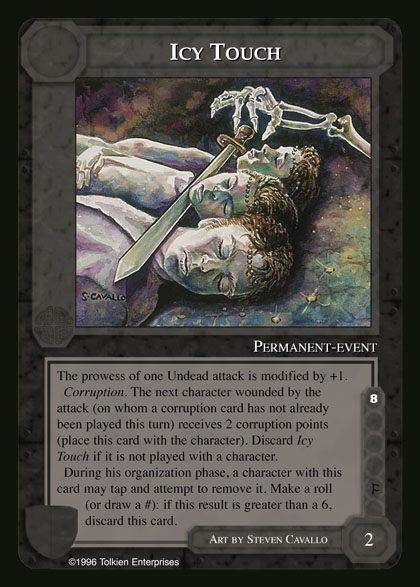 Icy Touch
S. CAVALLO
Permanent-event
The prowess of one Undead attack is modified by +1.
Corruption. The next character wounded by the
attack (on whom a corruption card has not already
been played this turn) receives 2 corruption points
(place this card with the character). Discard Icy
Touch if it is not played with a character.
During his organization phase, a character with this
card may tap and attempt to remove it. Make a roll
(or draw a #): if this result is greater than a 6,
discard this card.
8
F
Art by Steven Cavallo
2
©1996 Tolkien Enterprises